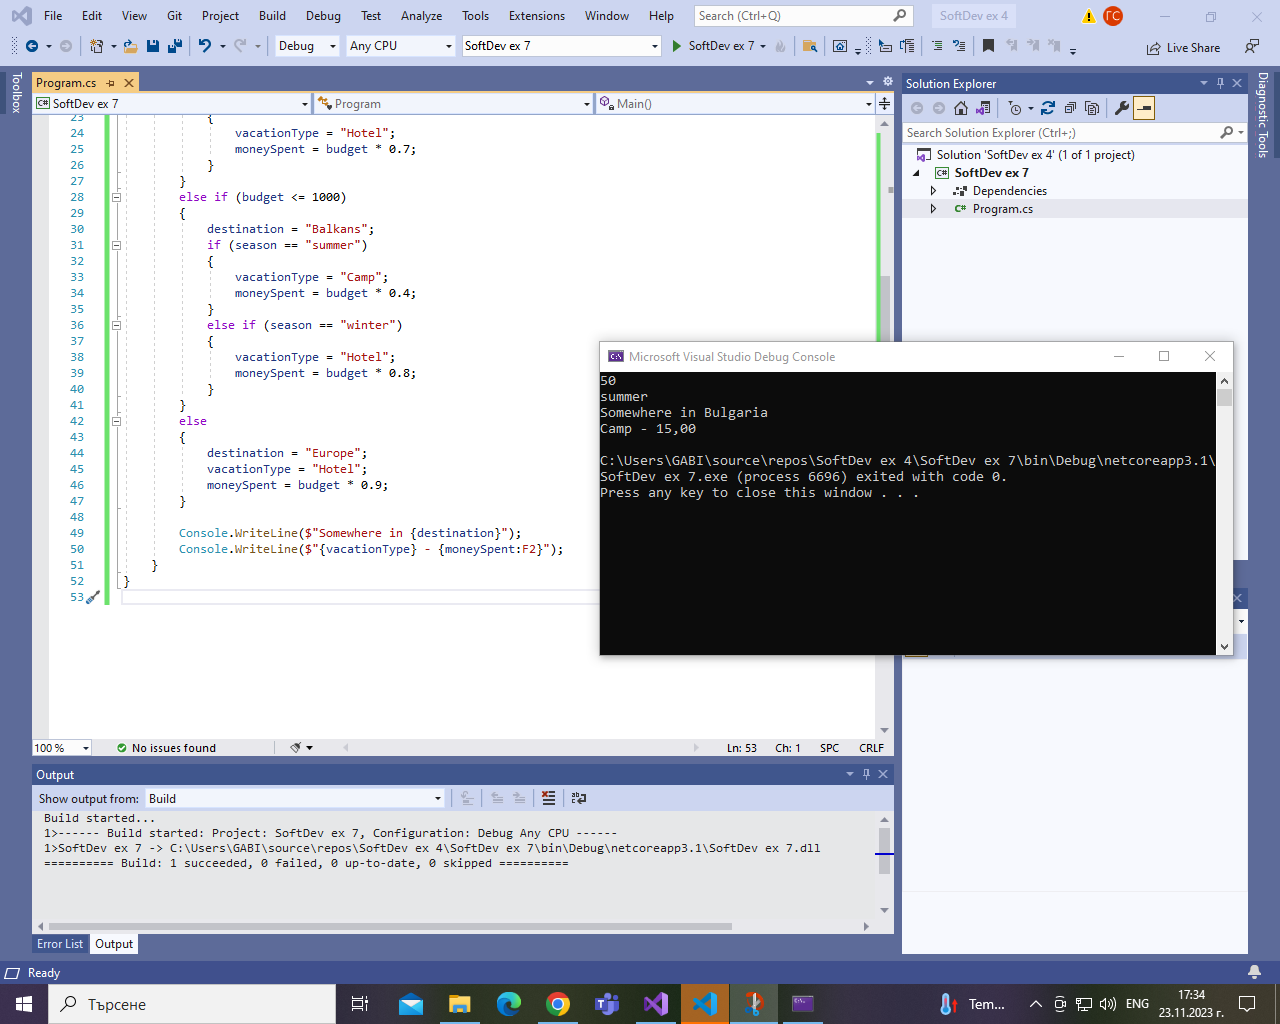 File Edit View Git Project Build Debug Test Analyze Tools Extensions Window Help Search (Ctrl+Q) SoftDev ex 4 ГС
Debug Any CPU SoftDev ex 7 SoftDev ex 7 Live Share
Toolbox
Program.cs
SoftDev ex 7 Program Main()
23 {
24 vacationType = "Hotel";
25 moneySpent = budget * 0.7;
26 }
27 }
28 else if (budget <= 1000)
29 {
30 destination = "Balkans";
31 if (season == "summer")
32 {
33 vacationType = "Camp";
34 moneySpent = budget * 0.4;
35 }
36 else if (season == "winter")
37 {
38 vacationType = "Hotel";
39 moneySpent = budget * 0.8;
40 }
41 }
42 else
43 {
44 destination = "Europe";
45 vacationType = "Hotel";
46 moneySpent = budget * 0.9;
47 }
48
49 Console.WriteLine($"Somewhere in {destination}");
50 Console.WriteLine($"{vacationType} - {moneySpent:F2}");
51 }
52 }
53
100 % No issues found Ln: 53 Ch: 1 SPC CRLF
Solution Explorer
Search Solution Explorer (Ctrl+;)
Solution 'SoftDev ex 4' (1 of 1 project)
SoftDev ex 7
Dependencies
Program.cs
Diagnostic Tools
Microsoft Visual Studio Debug Console
50
summer
Somewhere in Bulgaria
Camp - 15,00
C:\Users\GABI\source\repos\SoftDev ex 4\SoftDev ex 7\bin\Debug\netcoreapp3.1\
SoftDev ex 7.exe (process 6696) exited with code 0.
Press any key to close this window . . .
Output
Show output from: Build
Build started...
1>------ Build started: Project: SoftDev ex 7, Configuration: Debug Any CPU ------
1>SoftDev ex 7 -> C:\Users\GABI\source\repos\SoftDev ex 4\SoftDev ex 7\bin\Debug\netcoreapp3.1\SoftDev ex 7.dll
========== Build: 1 succeeded, 0 failed, 0 up-to-date, 0 skipped ==========
Error List Output
Ready
Търсене Tem... ENG 17:34
23.11.2023 г.